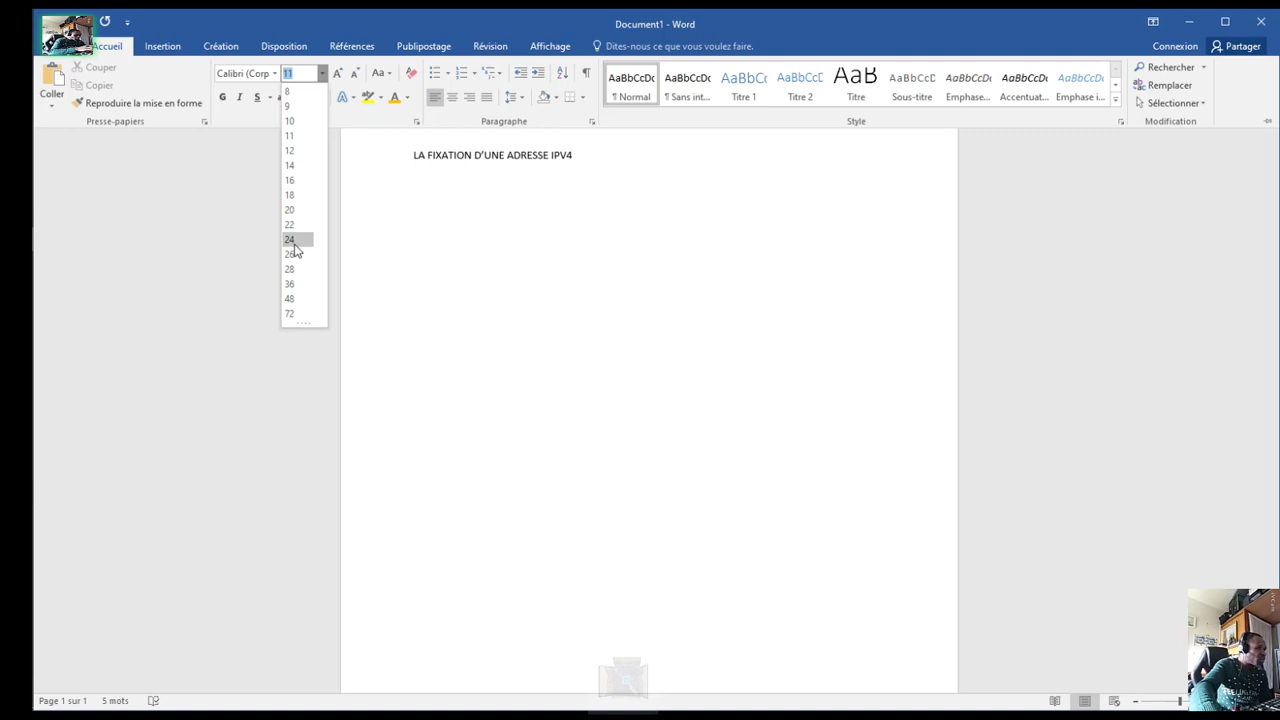 Document1 - Word
Accueil Insertion Création Disposition Références Publipostage Révision Affichage Dites-nous ce que vous voulez faire. Connexion Partager
Coller
Couper
Copier
Reproduire la mise en forme
Presse-papiers
Calibri (Corp 11 Aa
G I S A A
Paragraphe
AaBbCcDc AaBbCcDc AaBbCc AaBbCcD AaB AaBbCcD AaBbCcDc AaBbCcDc AaBbCcDc
¶ Normal ¶ Sans int... Titre 1 Titre 2 Titre Sous-titre Emphase... Accentuat... Emphase i...
Style
Rechercher
Remplacer
Sélectionner
Modification
8
9
10
11
12
14
16
18
20
22
24
26
28
36
48
72
LA FIXATION D'UNE ADRESSE IPV4
Page 1 sur 1 5 mots